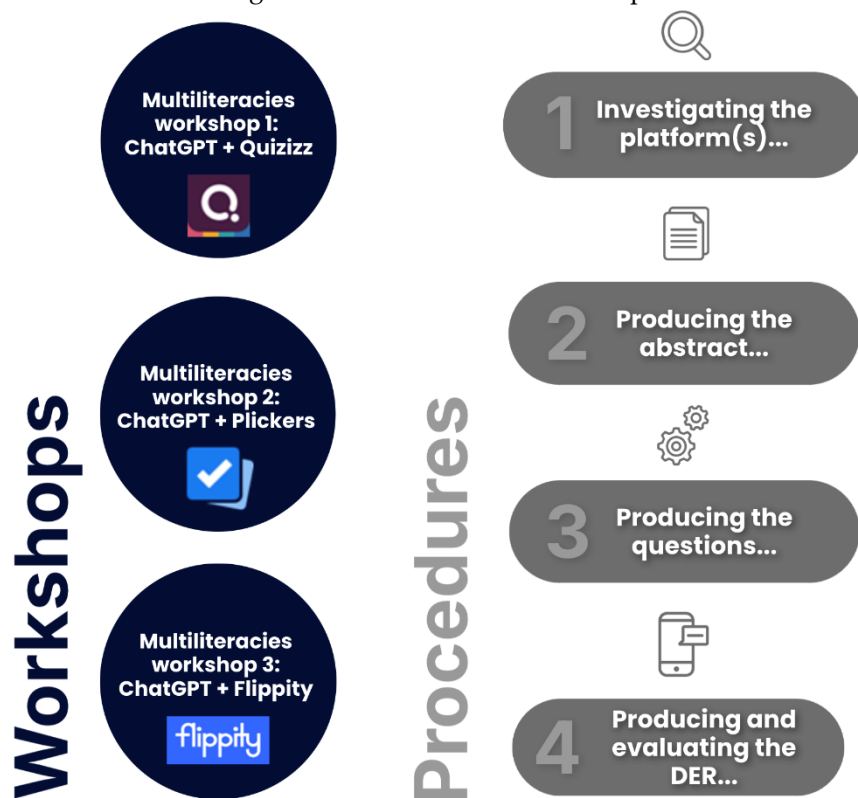 Workshops
Multiliteracies
workshop 1:
ChatGPT + Quizizz
Multiliteracies
workshop 2:
ChatGPT + Plickers
Multiliteracies
workshop 3:
ChatGPT + Flippity
flippity
Procedures
1 Investigating the
platform(s)...
2 Producing the
abstract...
3 Producing the
questions...
4 Producing and
evaluating the
DER...